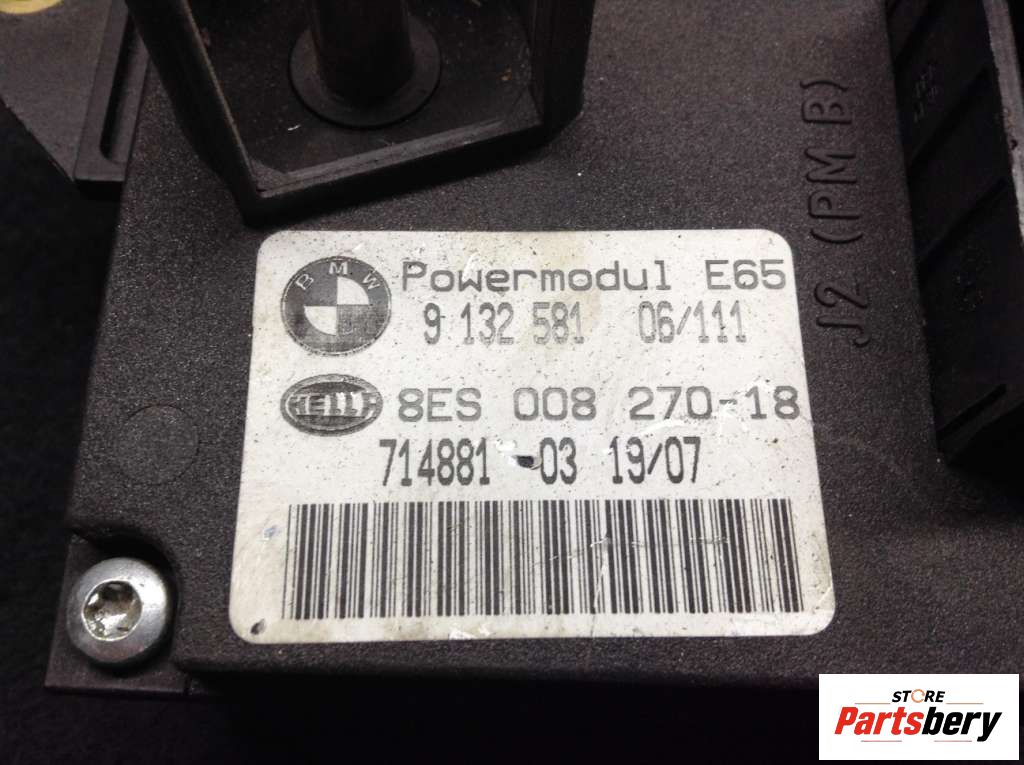 J2 (PM B)
BMW Powermodul E65
9 132 581 06/111
HELLA 8ES 008 270-18
714881 -03 19/07
STORE
Partsbery